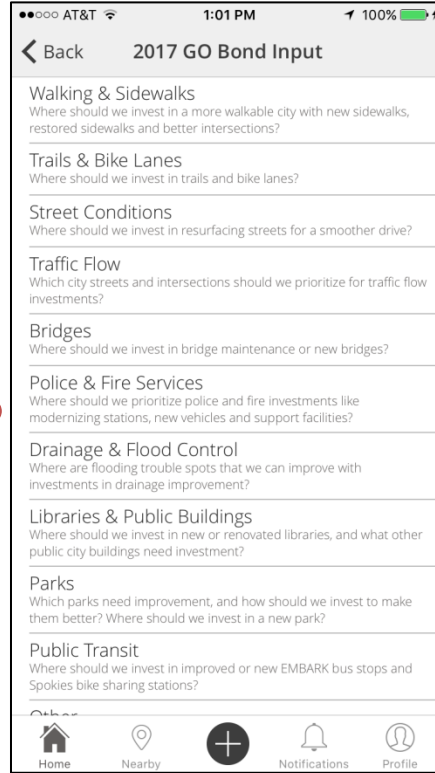 AT&T 1:01 PM 100%
Back 2017 GO Bond Input
Walking & Sidewalks
Where should we invest in a more walkable city with new sidewalks,
restored sidewalks and better intersections?
Trails & Bike Lanes
Where should we invest in trails and bike lanes?
Street Conditions
Where should we invest in resurfacing streets for a smoother drive?
Traffic Flow
Which city streets and intersections should we prioritize for traffic flow
investments?
Bridges
Where should we invest in bridge maintenance or new bridges?
Police & Fire Services
Where should we prioritize police and fire investments like
modernizing stations, new vehicles and support facilities?
Drainage & Flood Control
Where are flooding trouble spots that we can improve with
investments in drainage improvement?
Libraries & Public Buildings
Where should we invest in new or renovated libraries, and what other
public city buildings need investment?
Parks
Which parks need improvement, and how should we invest to make
them better? Where should we invest in a new park?
Public Transit
Where should we invest in improved or new EMBARK bus stops and
Spokies bike sharing stations?
Other
Home Nearby Notifications Profile